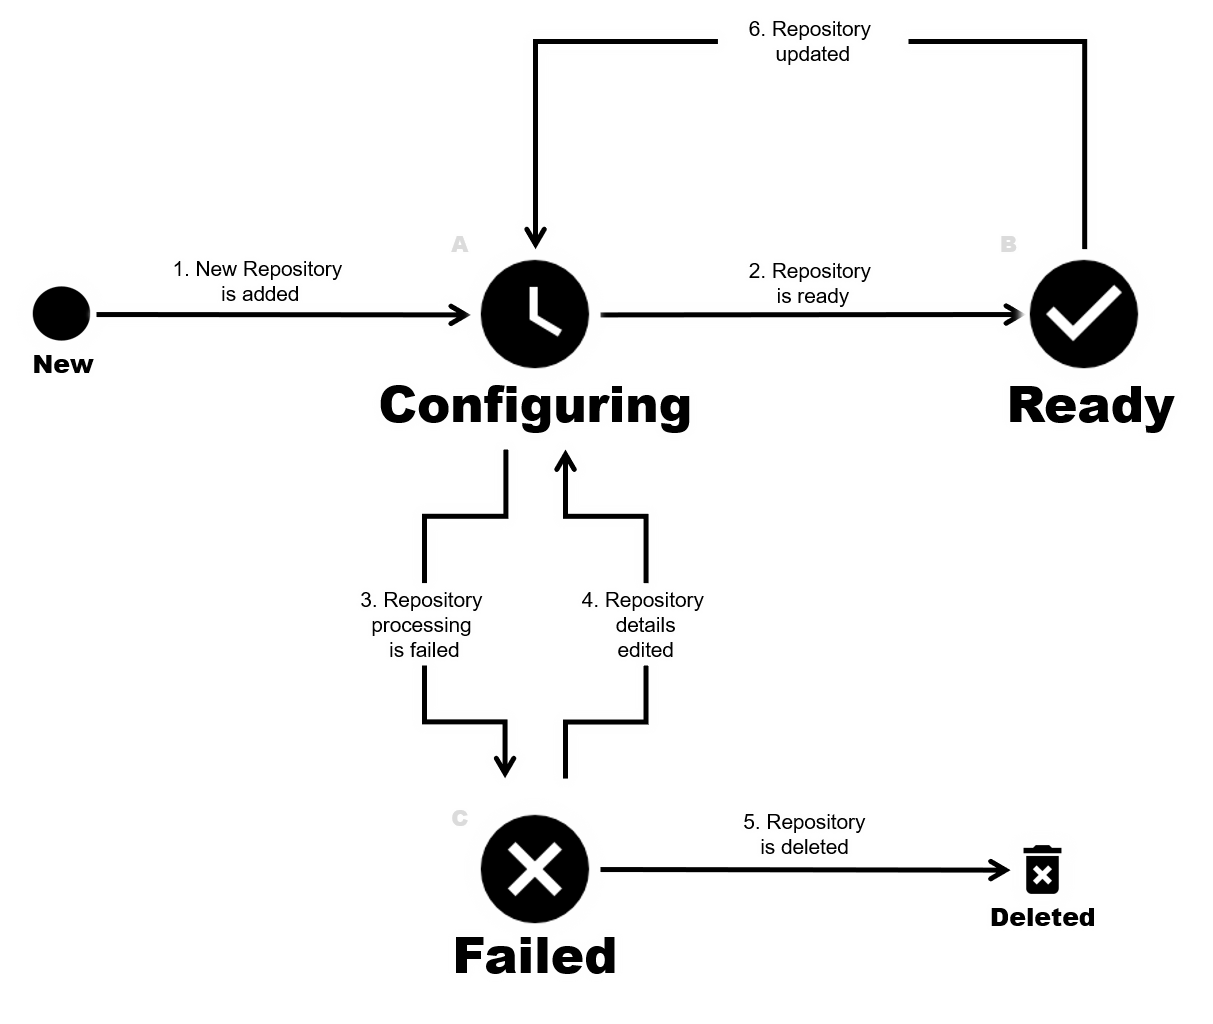 6. Repository
updated
A
B
1. New Repository
is added
2. Repository
is ready
New
Configuring
Ready
3. Repository
processing
is failed
4. Repository
details
edited
C
5. Repository
is deleted
Deleted
Failed